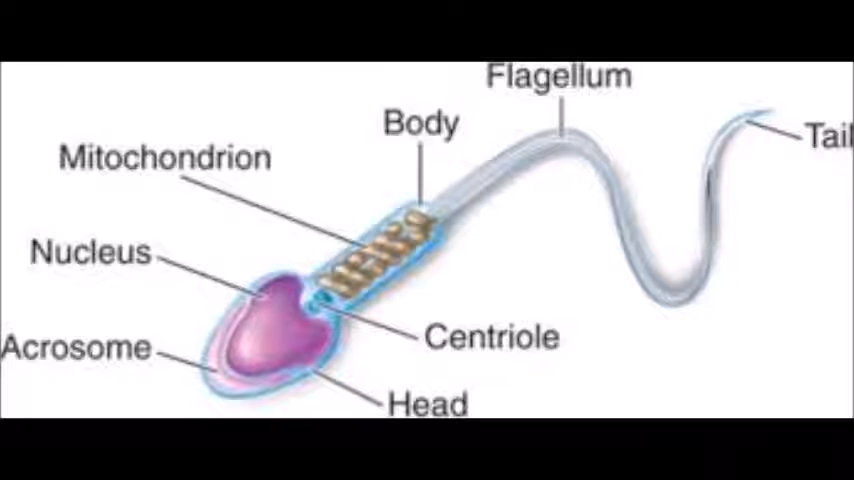 Flagellum
Body
Tail
Mitochondrion
Nucleus
Centriole
Acrosome
Head